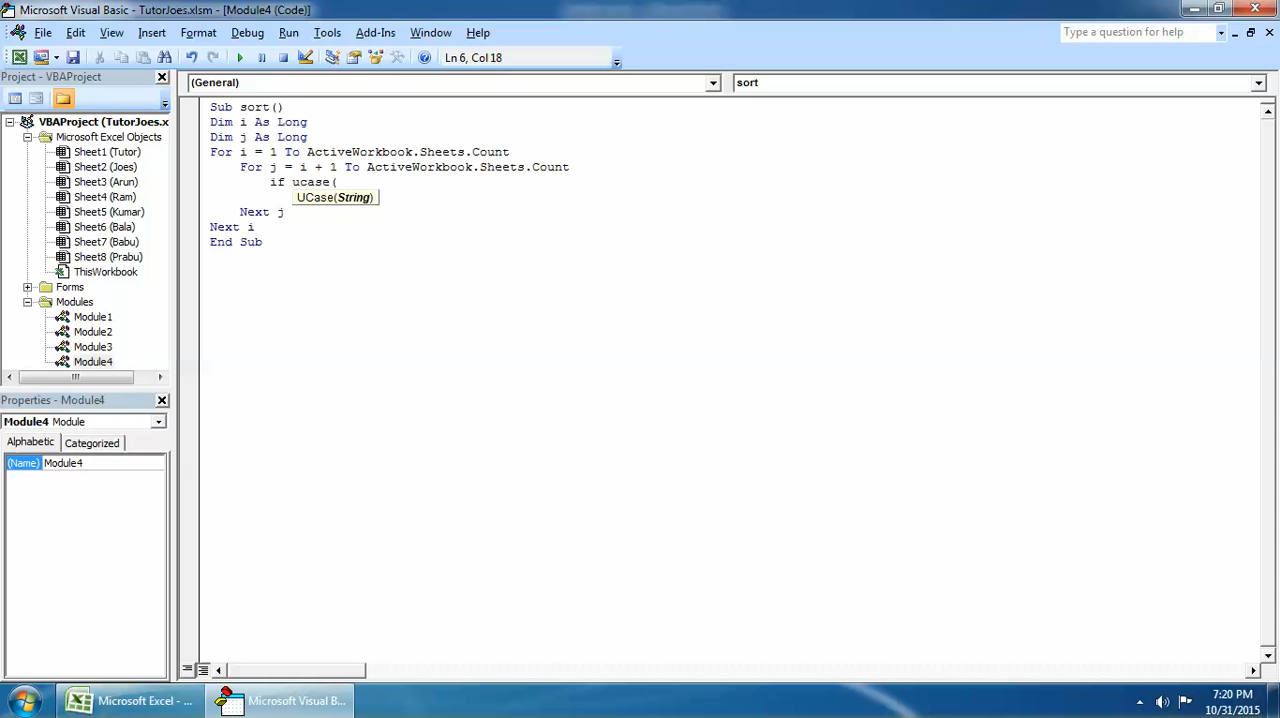 Microsoft Visual Basic - TutorJoes.xlsm - [Module4 (Code)]
File Edit View Insert Format Debug Run Tools Add-Ins Window Help
Type a question for help
Ln 6, Col 18
Project - VBAProject
(General)
sort
VBAProject (TutorJoes.x
Microsoft Excel Objects
Sheet1 (Tutor)
Sheet2 (Joes)
Sheet3 (Arun)
Sheet4 (Ram)
Sheet5 (Kumar)
Sheet6 (Bala)
Sheet7 (Babu)
Sheet8 (Prabu)
ThisWorkbook
Forms
Modules
Module1
Module2
Module3
Module4
Sub sort()
Dim i As Long
Dim j As Long
For i = 1 To ActiveWorkbook.Sheets.Count
For j = i + 1 To ActiveWorkbook.Sheets.Count
if ucase(
UCase(String)
Next j
Next i
End Sub
Properties - Module4
Module4 Module
Alphabetic Categorized
(Name) Module4
Microsoft Excel - ...
Microsoft Visual B...
7:20 PM
10/31/2015